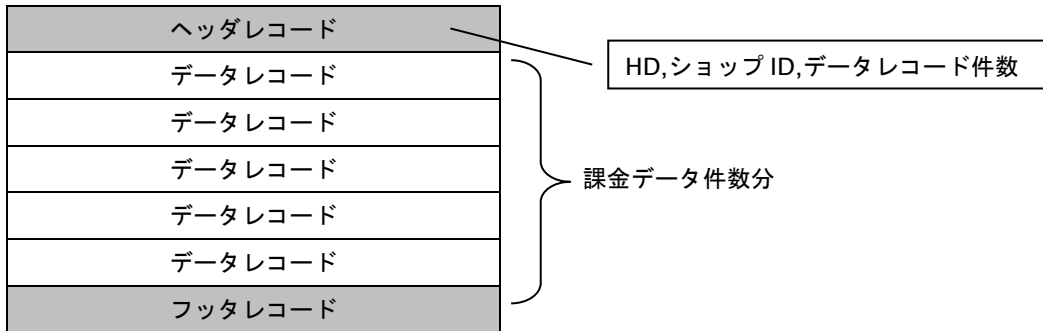 ヘッダレコード
HD,ショップ ID,データレコード件数
データレコード
データレコード
データレコード
課金データ件数分
データレコード
データレコード
フッタレコード